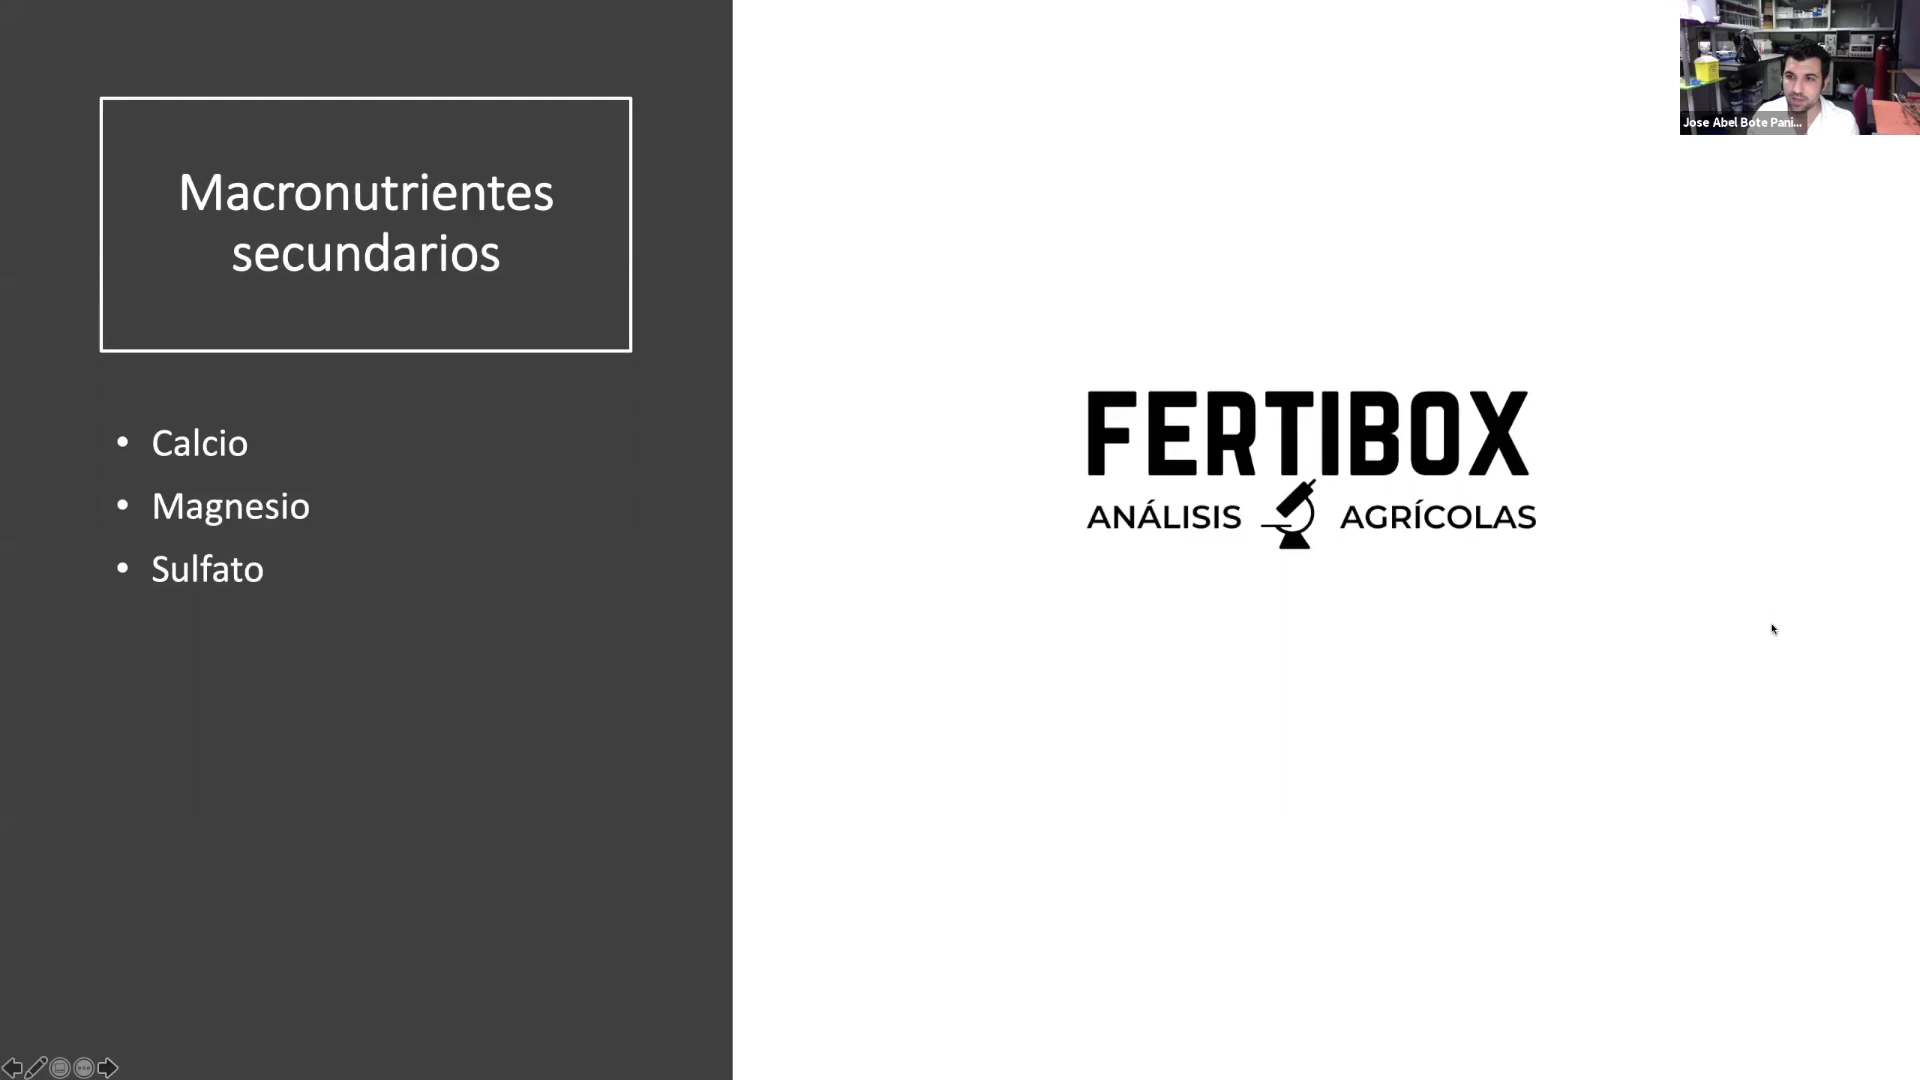 Macronutrientes
secundarios
• Calcio
• Magnesio
• Sulfato
FERTIBOX
ANÁLISIS AGRÍCOLAS
Jose Abel Bote Pani...